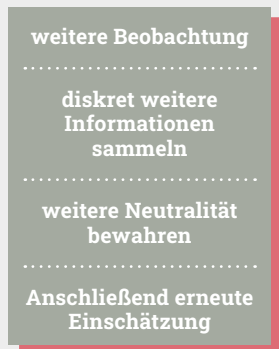 weitere Beobachtung
diskret weitere
Informationen
sammeln
weitere Neutralität
bewahren
Anschließend erneute
Einschätzung